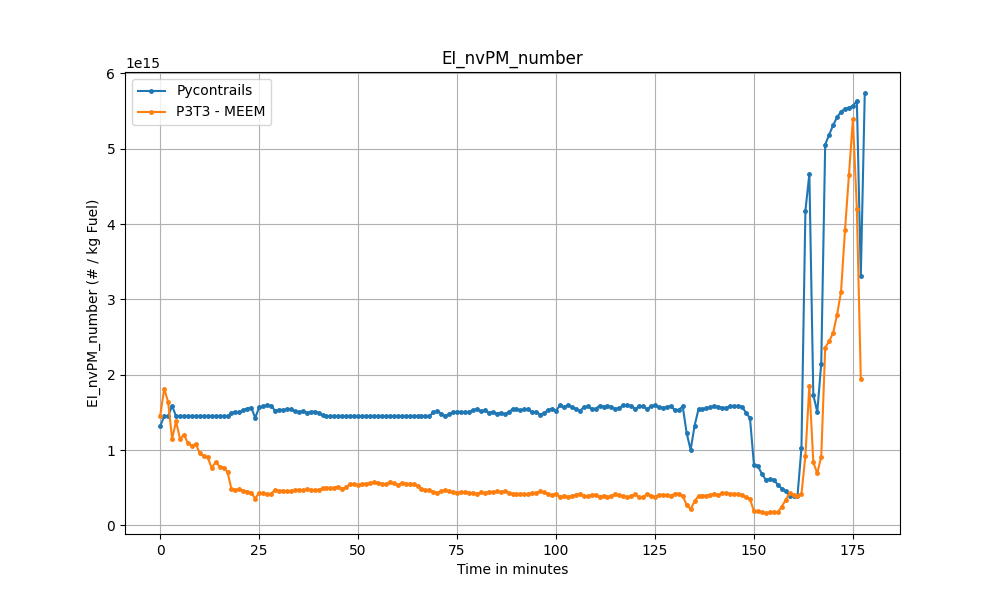 EI_nvPM_number
1e15
Pycontrails
P3T3 - MEEM
6
5
4
3
2
1
0
EI_nvPM_number (# / kg Fuel)
0 25 50 75 100 125 150 175
Time in minutes